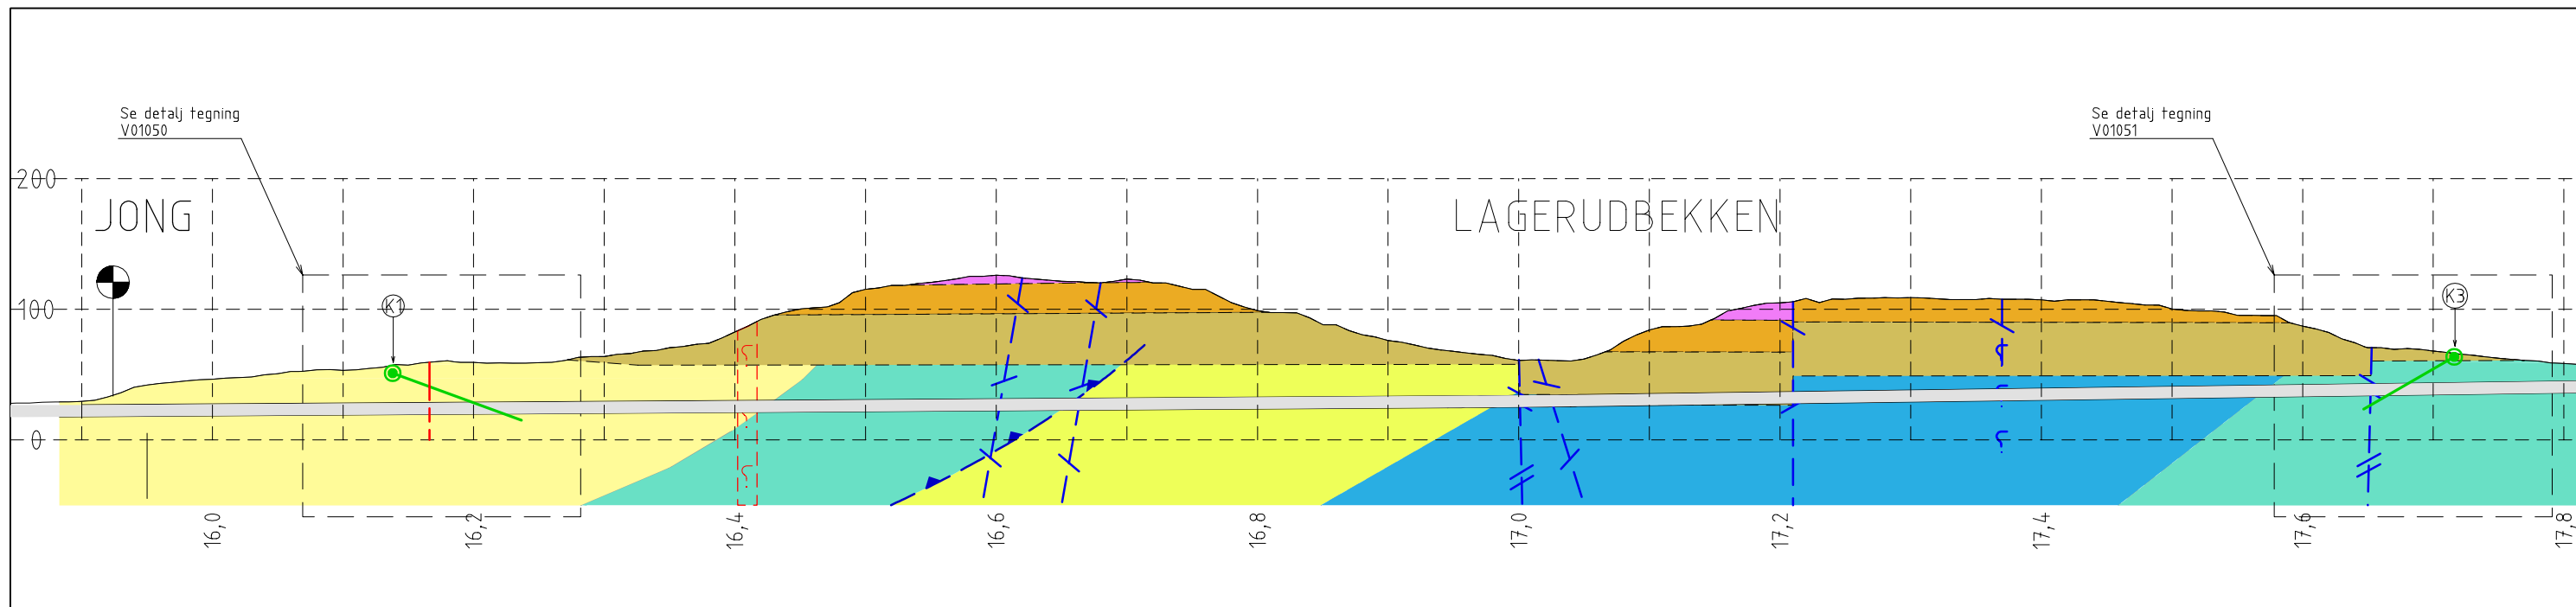 Se detalj tegning
V01050
Se detalj tegning
V01051
200
JONG
LAGERUDBEKKEN
K1
K3
100
?
?
?
?
?
?
0
16,0
16,2
16,4
16,6
16,8
17,0
17,2
17,4
17,6
17,8